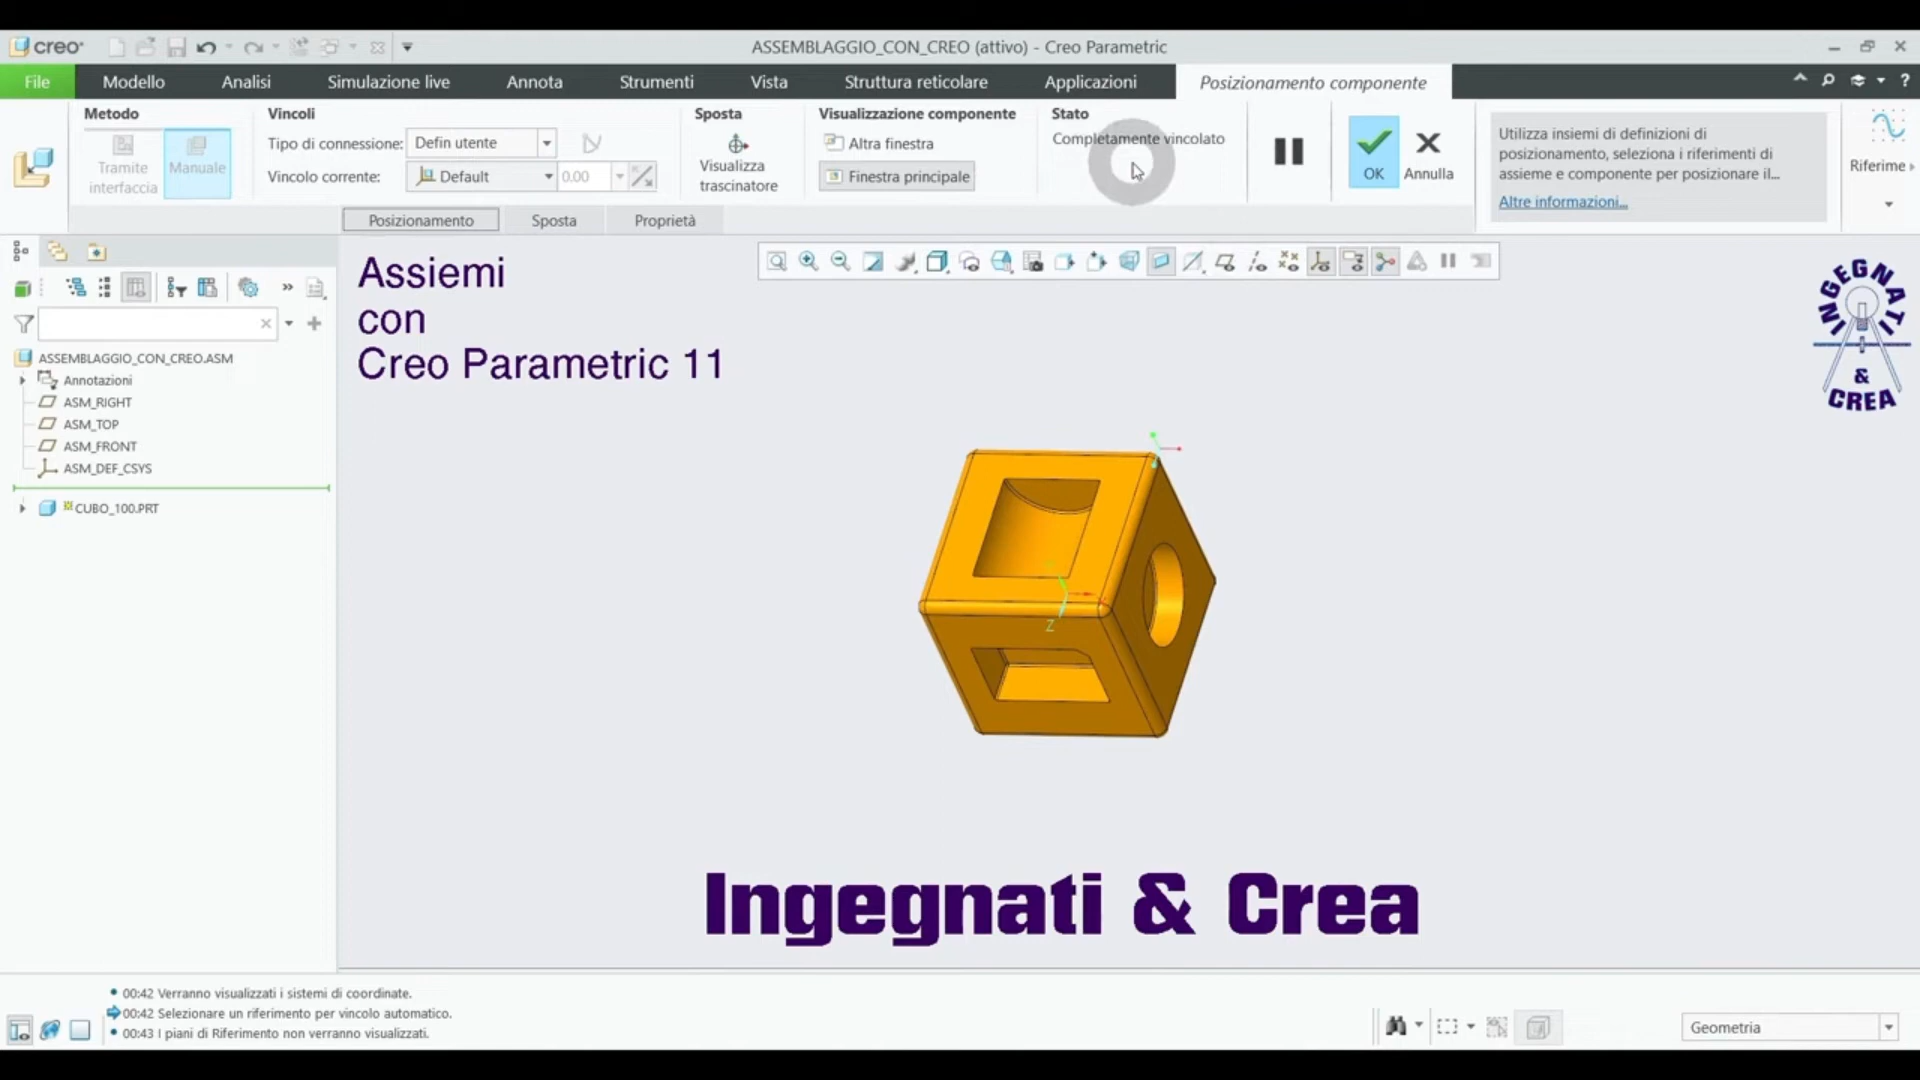 creo
ASSEMBLAGGIO_CON_CREO (attivo) - Creo Parametric
File
Modello
Analisi
Simulazione live
Annota
Strumenti
Vista
Struttura reticolare
Applicazioni
Posizionamento componente
Metodo
Tramite
interfaccia
Manuale
Vincoli
Tipo di connessione:
Defin utente
Vincolo corrente:
Default
0.00
Sposta
Visualizza
trascinatore
Visualizzazione componente
Altra finestra
Finestra principale
Stato
Completamente vincolato
OK
Annulla
Utilizza insiemi di definizioni di
posizionamento, seleziona i riferimenti di
assieme e componente per posizionare il...
Altre informazioni...
Riferime
Posizionamento
Sposta
Proprietà
ASSEMBLAGGIO_CON_CREO.ASM
Annotazioni
ASM_RIGHT
ASM_TOP
ASM_FRONT
ASM_DEF_CSYS
CUBO_100.PRT
Assiemi
con
Creo Parametric 11
INGEGNATI
&
CREA
Z
Ingegnati & Crea
00:42 Verranno visualizzati i sistemi di coordinate.
00:42 Selezionare un riferimento per vincolo automatico.
00:43 I piani di Riferimento non verranno visualizzati.
Geometria